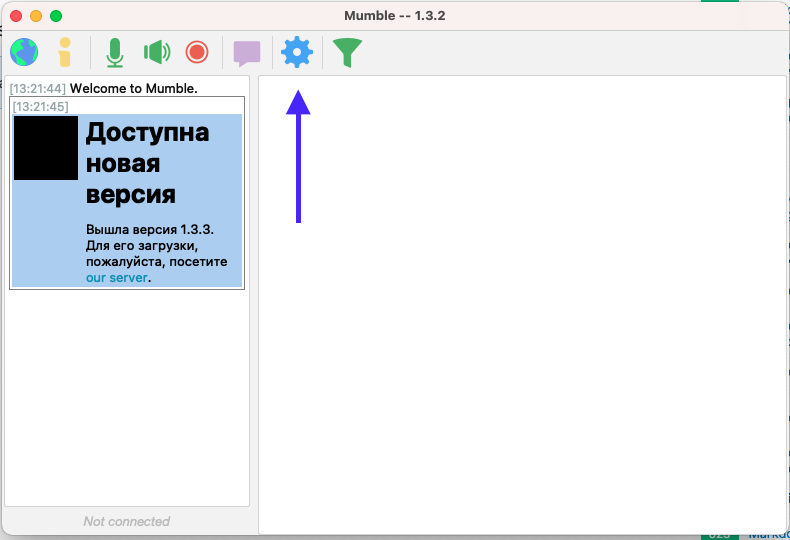 Mumble -- 1.3.2
[13:21:44] Welcome to Mumble.
[13:21:45]
Доступна
новая
версия
Вышла версия 1.3.3.
Для его загрузки,
пожалуйста, посетите
our server.
Not connected